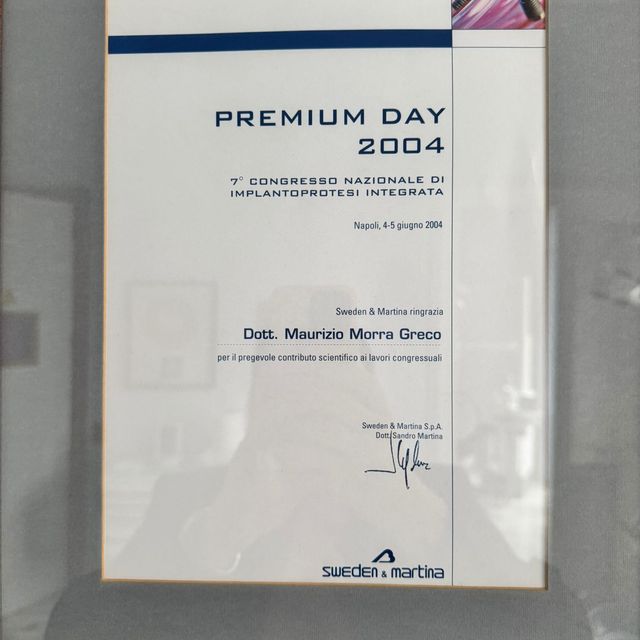 PREMIUM DAY
2004
7° CONGRESSO NAZIONALE DI
IMPLANTOPROTESI INTEGRATA
Napoli, 4-5 giugno 2004
Sweden & Martina ringrazia
Dott. Maurizio Morra Greco
per il pregevole contributo scientifico ai lavori congressuali
Sweden & Martina S.p.A.
Dott. Sandro Martina
sweden & martina